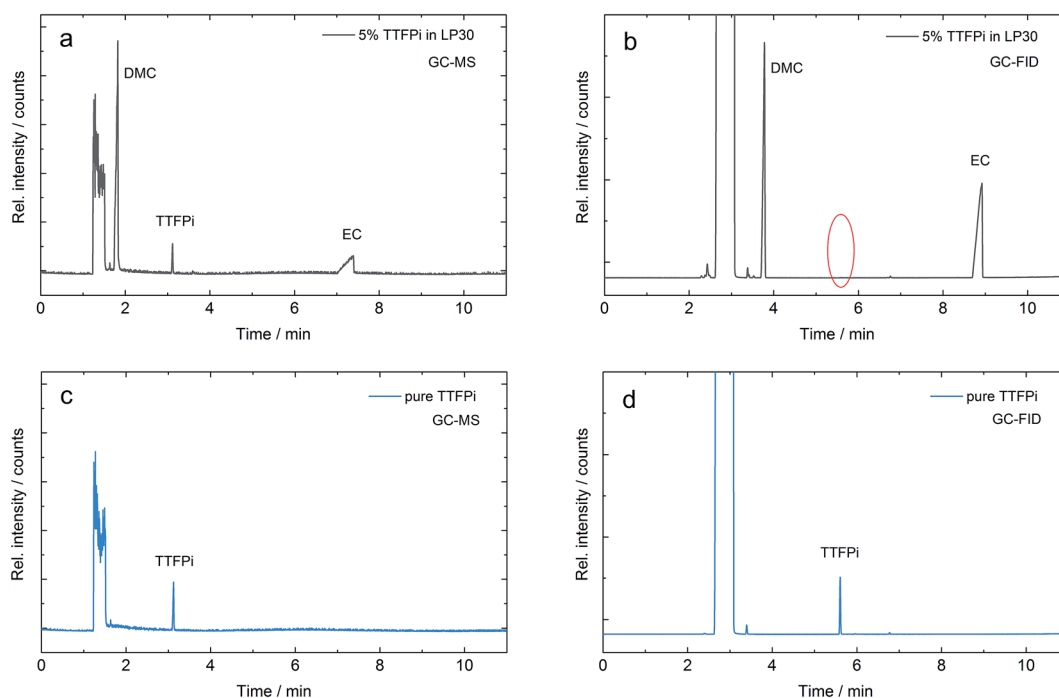 a
5% TTFPi in LP30
GC-MS
DMC
TTFPi
EC
Rel. intensity / counts
0 2 4 6 8 10
Time / min
b
5% TTFPi in LP30
GC-FID
DMC
EC
Rel. intensity / counts
0 2 4 6 8 10
Time / min
c
pure TTFPi
GC-MS
TTFPi
Rel. intensity / counts
0 2 4 6 8 10
Time / min
d
pure TTFPi
GC-FID
TTFPi
Rel. intensity / counts
0 2 4 6 8 10
Time / min